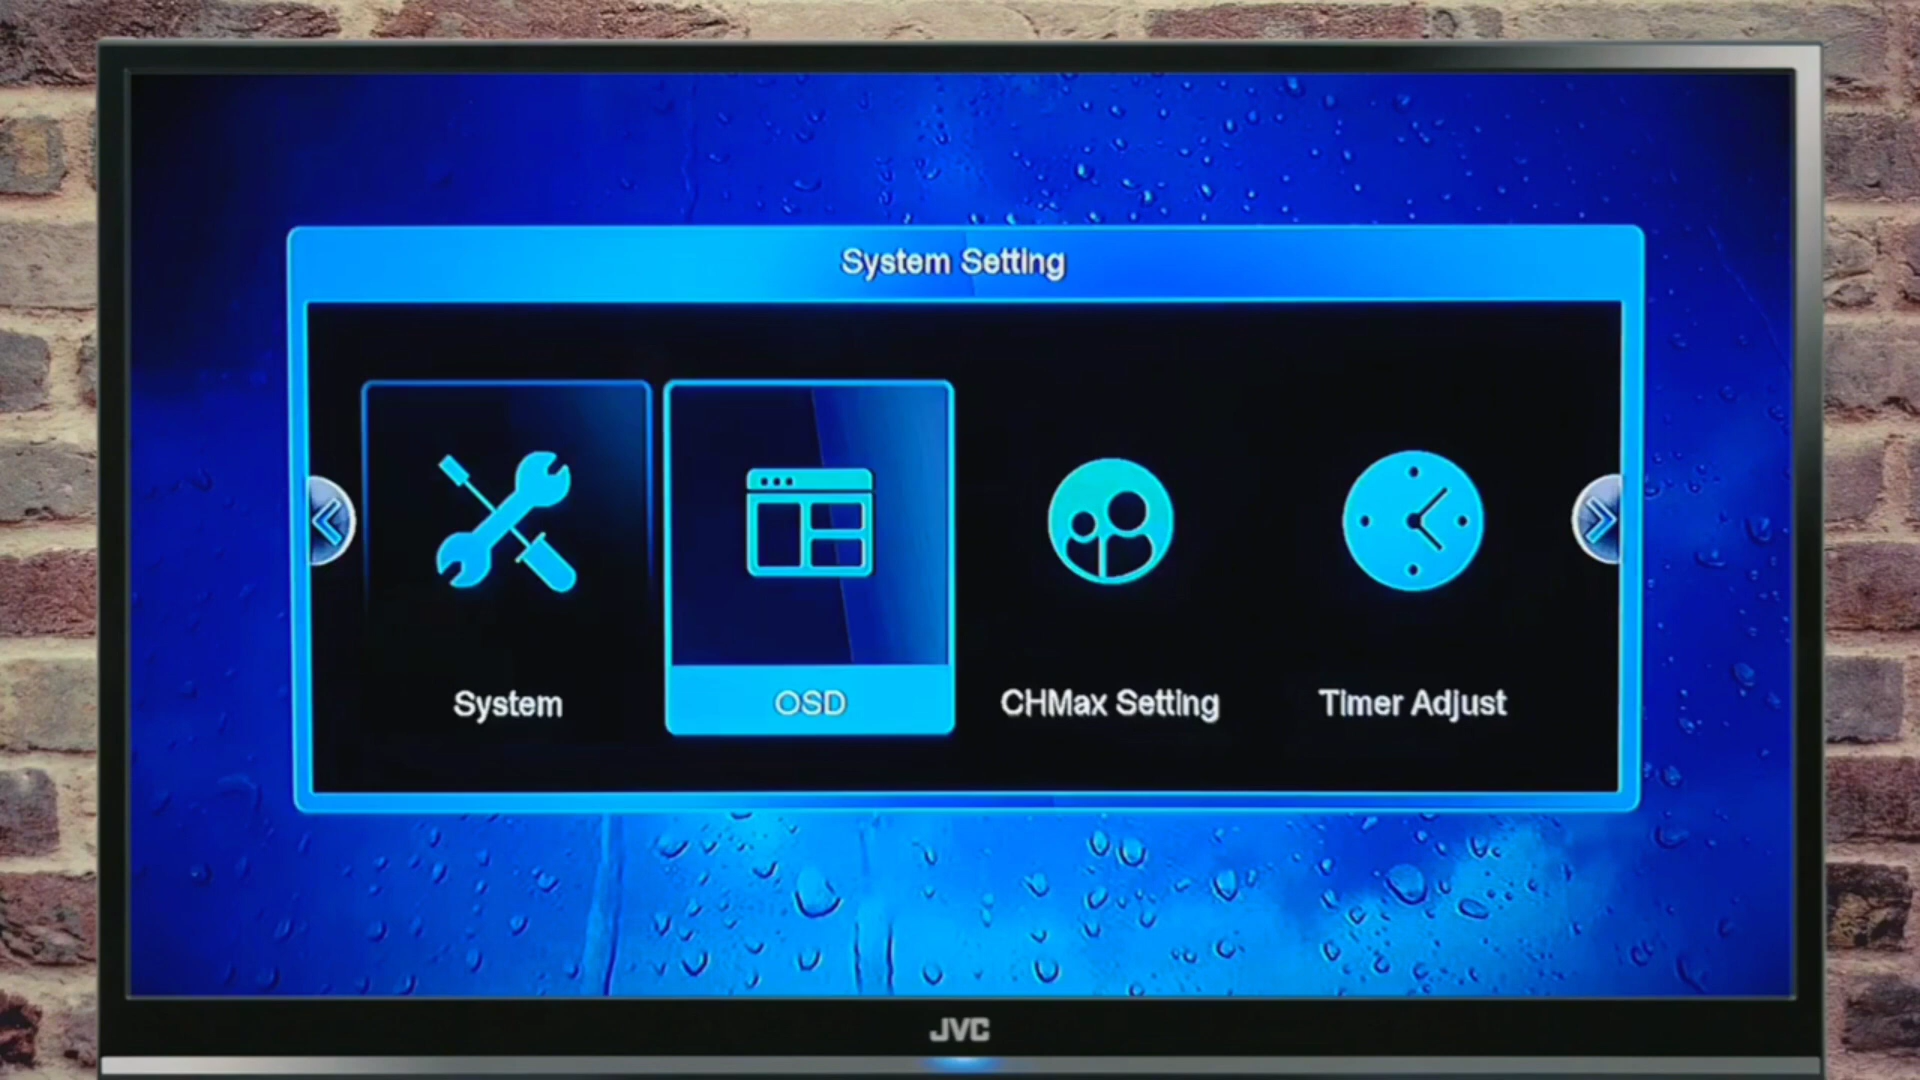 System Setting
System
OSD
CHMax Setting
Timer Adjust
JVC